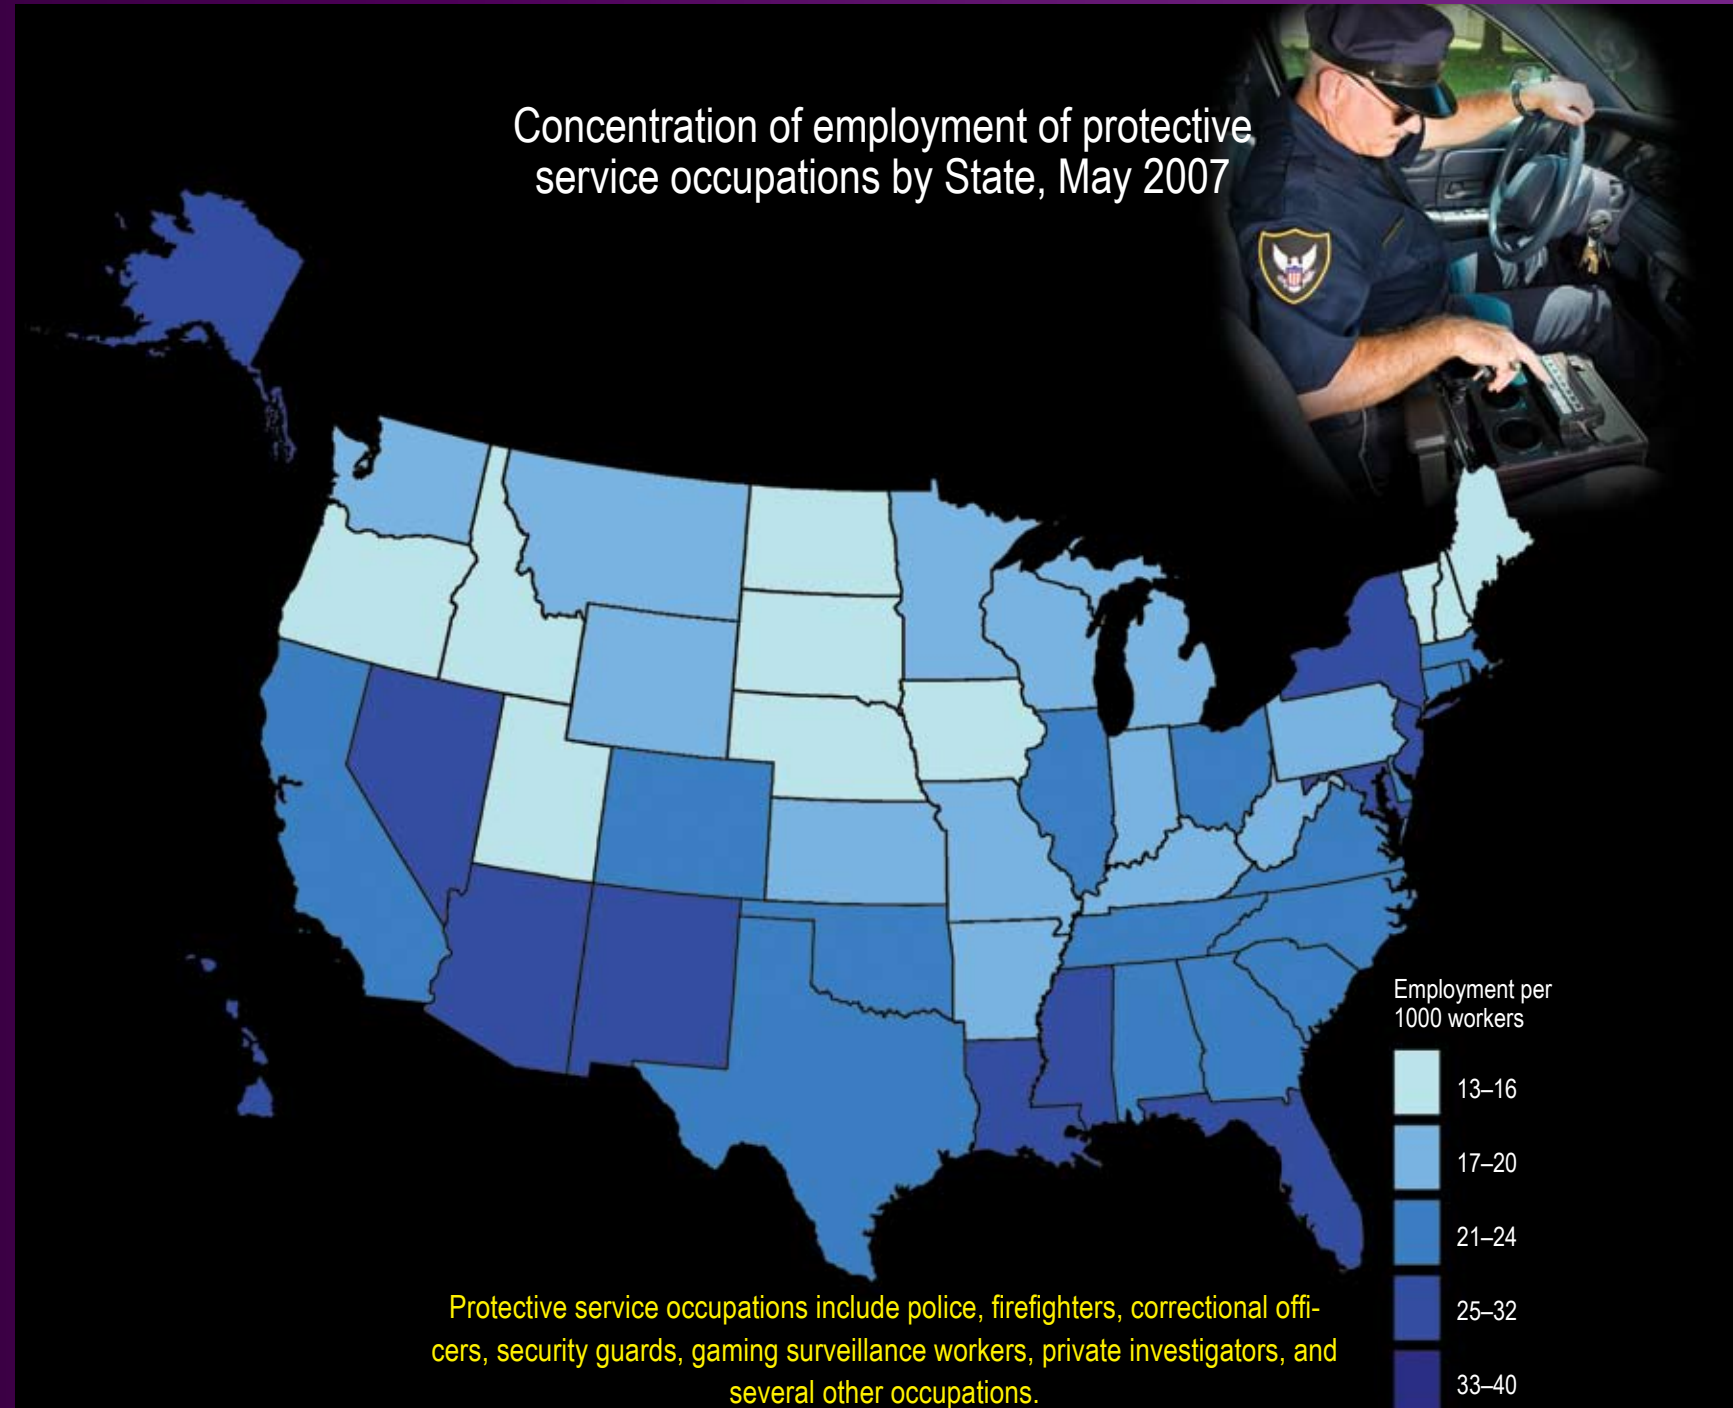 Concentration of employment of protective
service occupations by State, May 2007
Employment per
1000 workers
13–16
17–20
21–24
25–32
33–40
Protective service occupations include police, firefighters, correctional offi-
cers, security guards, gaming surveillance workers, private investigators, and
several other occupations.